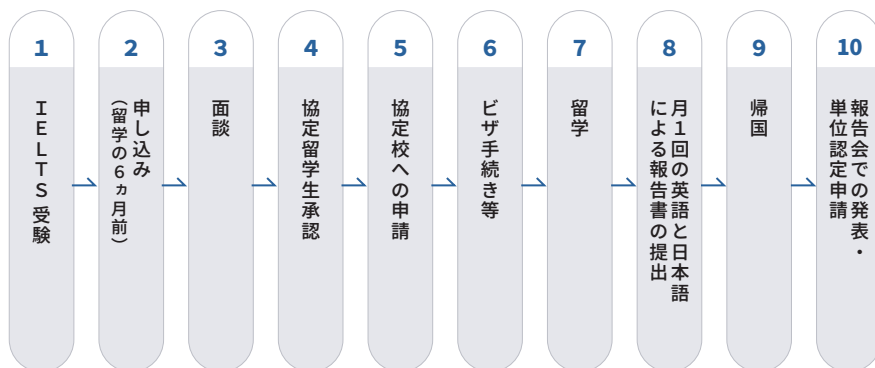 1
IELTS受験
2
申し込み
（留学の6ヵ月前）
3
面談
4
協定留学生承認
5
協定校への申請
6
ビザ手続き等
7
留学
8
月1回の英語と日本語
による報告書の提出
9
帰国
10
報告会での発表・
単位認定申請